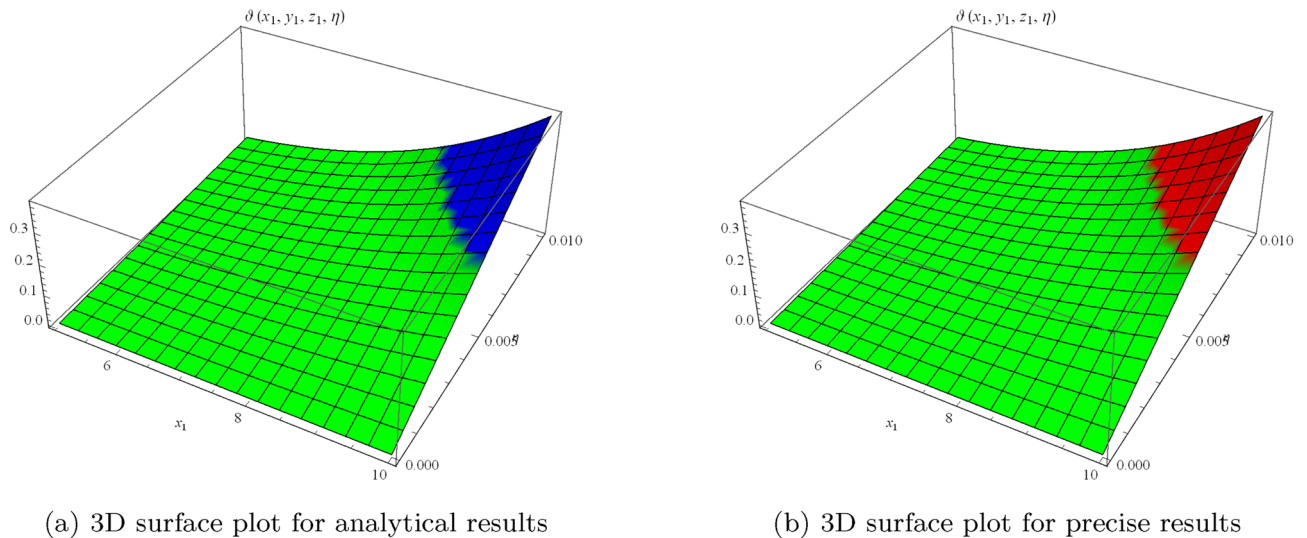 ϑ (x₁, y₁, z₁, η)
0.3
0.2
0.1
0.0
6
8
10
x₁
0.000
0.005
0.010
η
(a) 3D surface plot for analytical results
ϑ (x₁, y₁, z₁, η)
0.3
0.2
0.1
0.0
6
8
10
x₁
0.000
0.005
0.010
η
(b) 3D surface plot for precise results